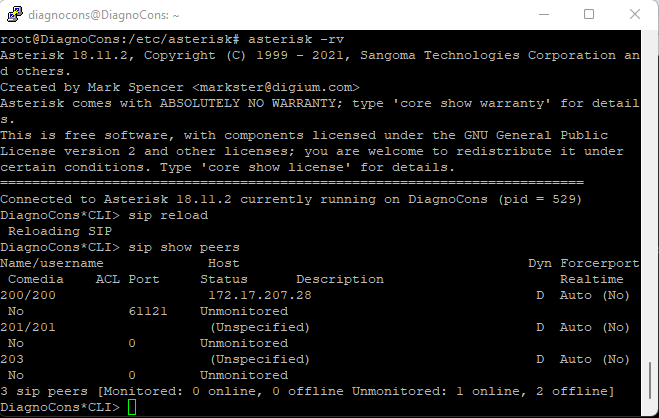 diagnocons@DiagnoCons: ~
root@DiagnoCons:/etc/asterisk# asterisk -rv
Asterisk 18.11.2, Copyright (C) 1999 - 2021, Sangoma Technologies Corporation an
d others.
Created by Mark Spencer <markster@digium.com>
Asterisk comes with ABSOLUTELY NO WARRANTY; type 'core show warranty' for detail
s.
This is free software, with components licensed under the GNU General Public
License version 2 and other licenses; you are welcome to redistribute it under
certain conditions. Type 'core show license' for details.
=========================================================================
Connected to Asterisk 18.11.2 currently running on DiagnoCons (pid = 529)
DiagnoCons*CLI> sip reload
 Reloading SIP
DiagnoCons*CLI> sip show peers
Name/username             Host                                    Dyn Forcerport
 Comedia    ACL Port     Status      Description                      Realtime
200/200                   172.17.207.28                            D  Auto (No)
 No             61121    Unmonitored
201/201                   (Unspecified)                            D  Auto (No)
 No             0        Unmonitored
203                       (Unspecified)                            D  Auto (No)
 No             0        Unmonitored
3 sip peers [Monitored: 0 online, 0 offline Unmonitored: 1 online, 2 offline]
DiagnoCons*CLI>